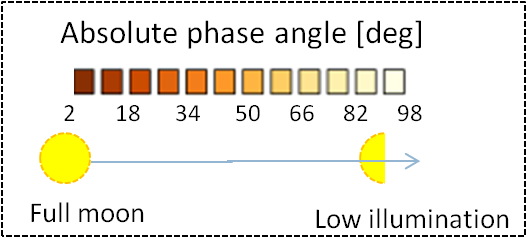 Absolute phase angle [deg]
2 18 34 50 66 82 98
Full moon
Low illumination